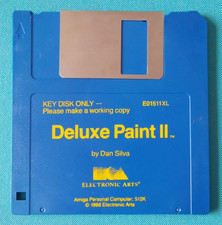 KEY DISK ONLY —
Please make a working copy
E01511XL
Deluxe Paint II™
by Dan Silva
ELECTRONIC ARTS®
Amiga Personal Computer: 512K
© 1986 Electronic Arts